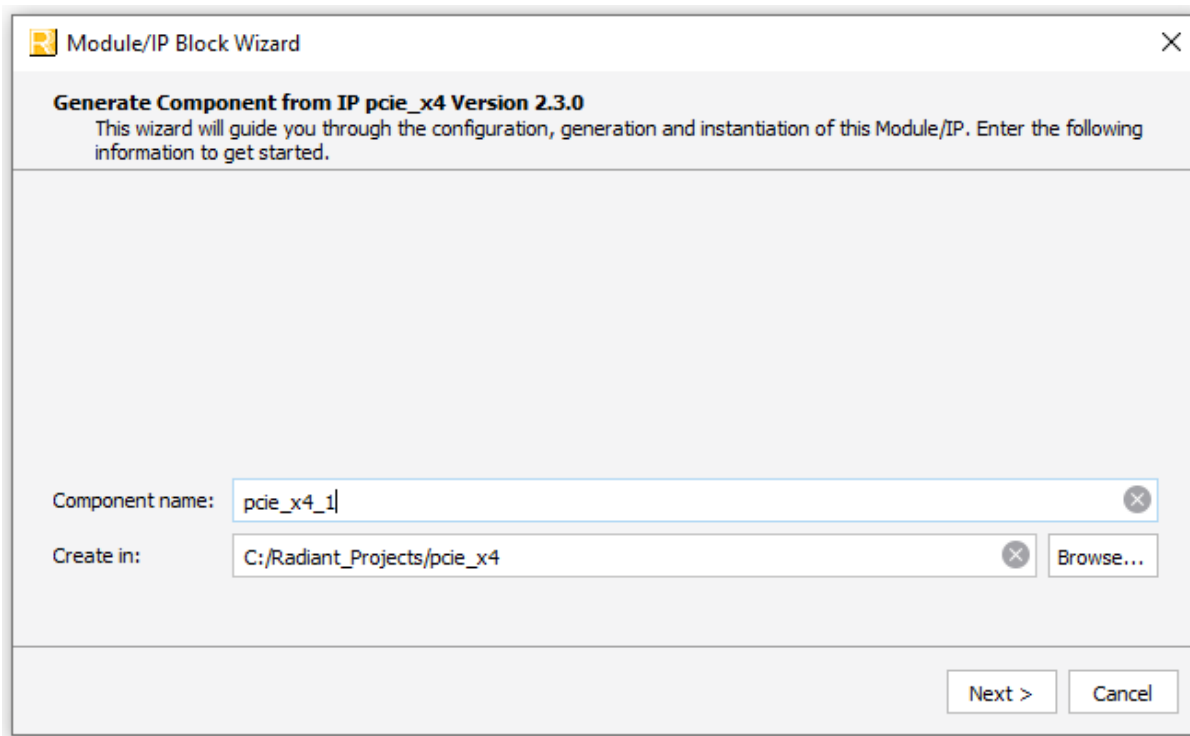 Module/IP Block Wizard
Generate Component from IP pcie_x4 Version 2.3.0
This wizard will guide you through the configuration, generation and instantiation of this Module/IP. Enter the following
information to get started.
Component name: pcie_x4_1
Create in: C:/Radiant_Projects/pcie_x4 Browse...
Next > Cancel